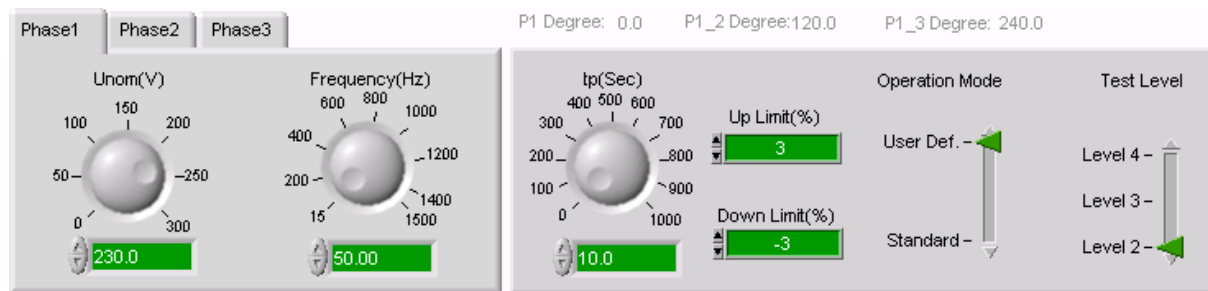 Phase1 Phase2 Phase3
P1 Degree: 0.0 P1_2 Degree:120.0 P1_3 Degree: 240.0
Unom(V)
0 50 100 150 200 250 300
230.0
Frequency(Hz)
15 200 400 600 800 1000 1200 1400 1500
50.00
tp(Sec)
0 100 200 300 400 500 600 700 800 900 1000
10.0
Up Limit(%)
3
Down Limit(%)
-3
Operation Mode
User Def.
Standard
Test Level
Level 4
Level 3
Level 2